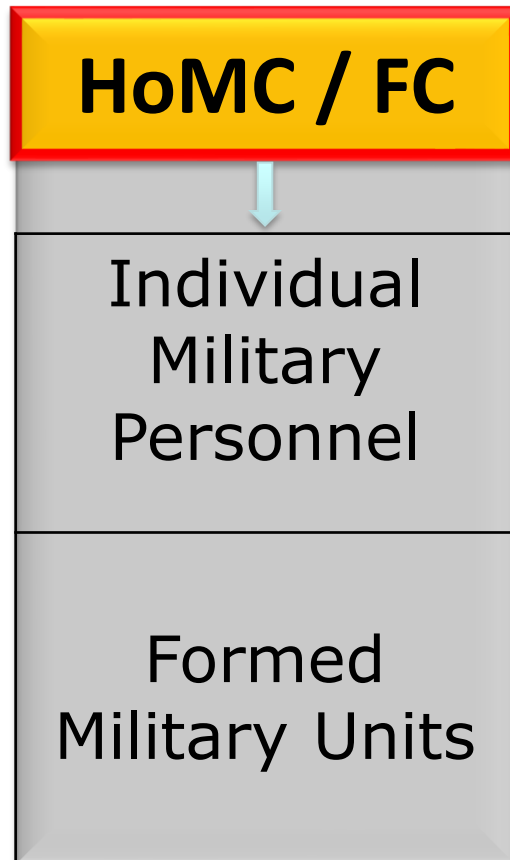 HoMC / FC
Individual
Military
Personnel
Formed
Military Units